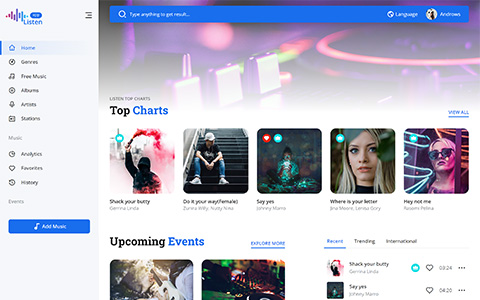 Listen
app
Home
Genres
Free Music
Albums
Artists
Stations
Music
Analytics
Favorites
History
Events
Add Music
Type anything to get result...
Language
Androws
LISTEN TOP CHARTS
Top Charts
VIEW ALL
Shack your butty
Gerrina Linda
Do it your way(Female)
Zunira Willy, Nutty Nina
Say yes
Johnny Marro
Where is your letter
Jina Moore, Lenisa Gory
Hey not me
Rasomi Pelina
Upcoming Events
EXPLORE MORE
Recent
Trending
International
Shack your butty
Gerrina Linda
03:24
Say yes
Johnny Marro
04:20